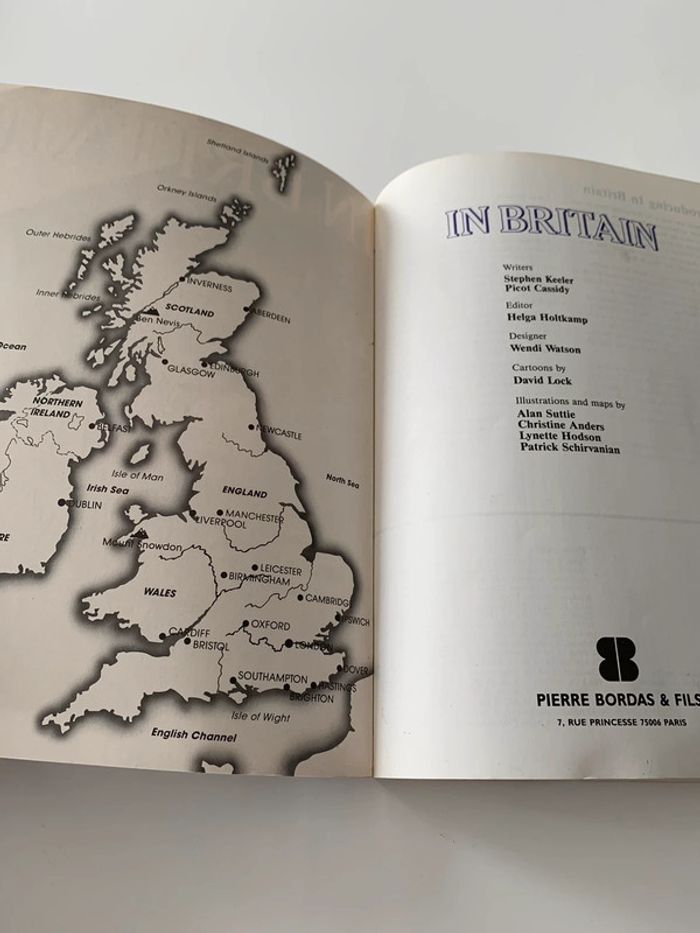 Shetland Islands
Orkney Islands
Outer Hebrides
INVERNESS
Inner Hebrides
SCOTLAND
ABERDEEN
Ben Nevis
Ocean
GLASGOW
EDINBURGH
NORTHERN
IRELAND
BELFAST
NEWCASTLE
Isle of Man
North Sea
Irish Sea
ENGLAND
DUBLIN
MANCHESTER
LIVERPOOL
RE
Mount Snowdon
LEICESTER
BIRMINGHAM
WALES
CAMBRIDG
IPSWICH
OXFORD
CARDIFF
BRISTOL
LONDON
DOVER
SOUTHAMPTON
HASTINGS
BRIGHTON
Isle of Wight
English Channel
IN BRITAIN
Writers
Stephen Keeler
Picot Cassidy
Editor
Helga Holtkamp
Designer
Wendi Watson
Cartoons by
David Lock
Illustrations and maps by
Alan Suttie
Christine Anders
Lynette Hodson
Patrick Schirvanian
PIERRE BORDAS & FILS
7, RUE PRINCESSE 75006 PARIS